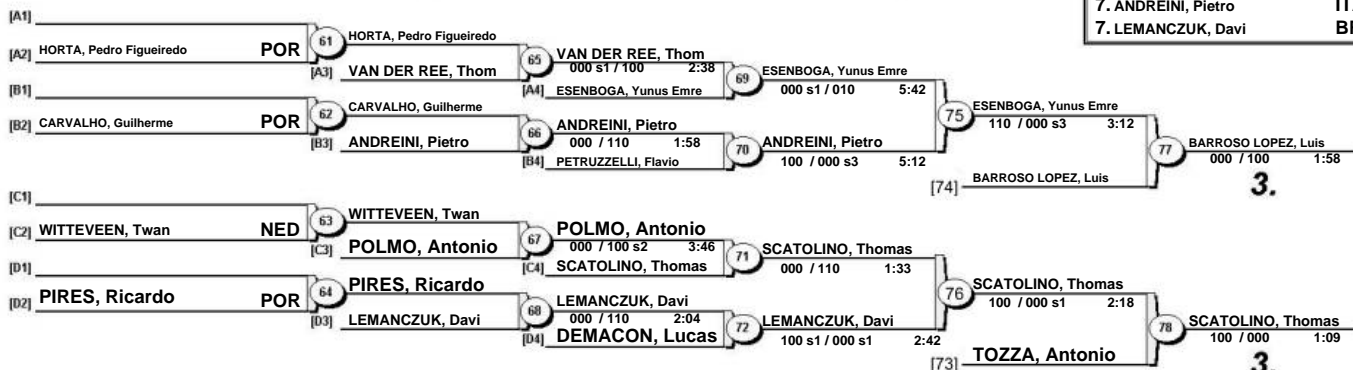 7. ANDREINI, Pietro
7. LEMANCZUK, Davi
[A1]
[A2] HORTA, Pedro Figueiredo POR
61
HORTA, Pedro Figueiredo
[A3] VAN DER REE, Thom
65
VAN DER REE, Thom
000 s1 / 100 2:38
[A4] ESENBOGA, Yunus Emre
69
ESENBOGA, Yunus Emre
000 s1 / 010 5:42
[B1]
[B2] CARVALHO, Guilherme POR
62
CARVALHO, Guilherme
[B3] ANDREINI, Pietro
66
ANDREINI, Pietro
000 / 110 1:58
[B4] PETRUZZELLI, Flavio
70
ANDREINI, Pietro
100 / 000 s3 5:12
75
ESENBOGA, Yunus Emre
110 / 000 s3 3:12
[74] BARROSO LOPEZ, Luis
77
BARROSO LOPEZ, Luis
000 / 100 1:58
3.
[C1]
[C2] WITTEVEEN, Twan NED
63
WITTEVEEN, Twan
[C3] POLMO, Antonio
67
POLMO, Antonio
000 / 100 s2 3:46
[C4] SCATOLINO, Thomas
71
SCATOLINO, Thomas
000 / 110 1:33
[D1]
[D2] PIRES, Ricardo POR
64
PIRES, Ricardo
[D3] LEMANCZUK, Davi
68
LEMANCZUK, Davi
000 / 110 2:04
[D4] DEMACON, Lucas
72
LEMANCZUK, Davi
100 s1 / 000 s1 2:42
76
SCATOLINO, Thomas
100 / 000 s1 2:18
[73] TOZZA, Antonio
78
SCATOLINO, Thomas
100 / 000 1:09
3.